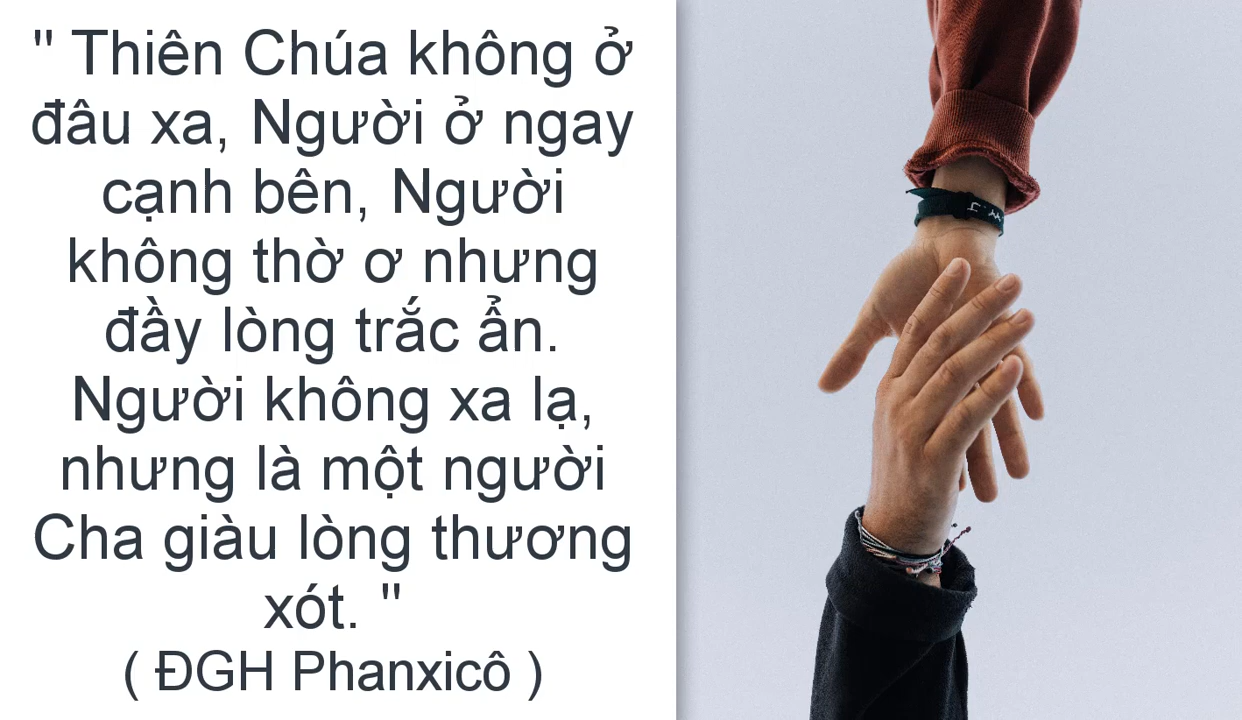 " Thiên Chúa không ở
đâu xa, Người ở ngay
cạnh bên, Người
không thờ ơ nhưng
đầy lòng trắc ẩn.
Người không xa lạ,
nhưng là một người
Cha giàu lòng thương
xót. "
( ĐGH Phanxicô )